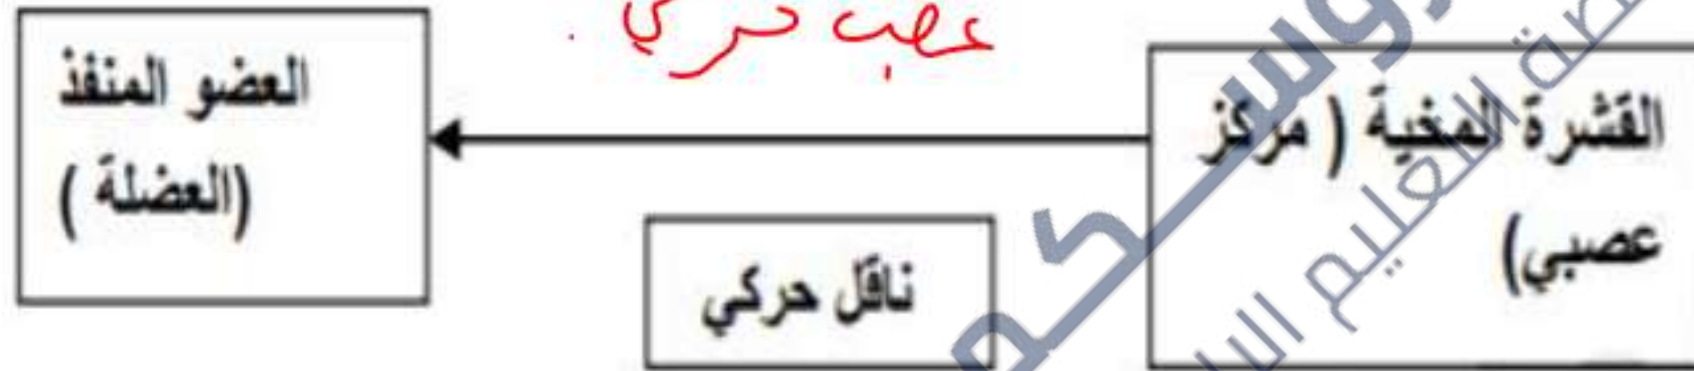 عصب حركي .
القشرة المخية ( مركز
عصبي)
العضو المنفذ
(العضلة )
ناقل حركي